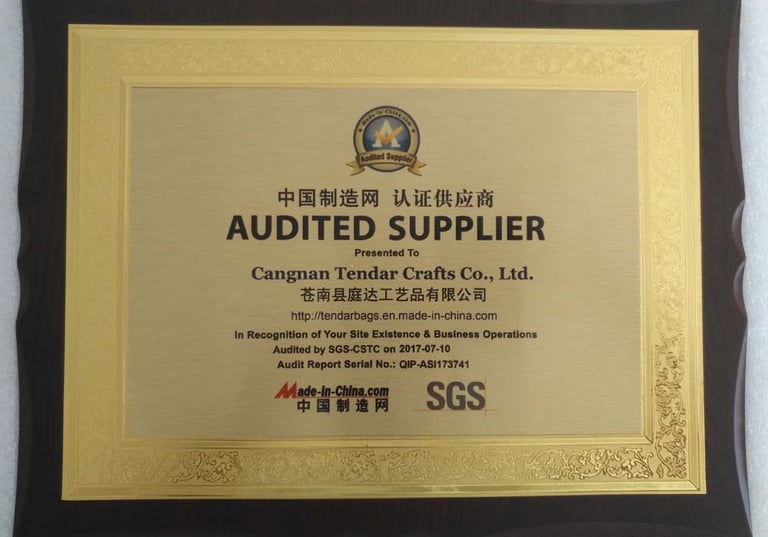 Made-in-China.com
A
Audited Supplier
中国制造网 认证供应商
AUDITED SUPPLIER
Presented To
Cangnan Tendar Crafts Co., Ltd.
苍南县庭达工艺品有限公司
http://tendarbags.en.made-in-china.com
In Recognition of Your Site Existence & Business Operations
Audited by SGS-CSTC on 2017-07-10
Audit Report Serial No.: QIP-ASI173741
Made-in-China.com
中国制造网
SGS